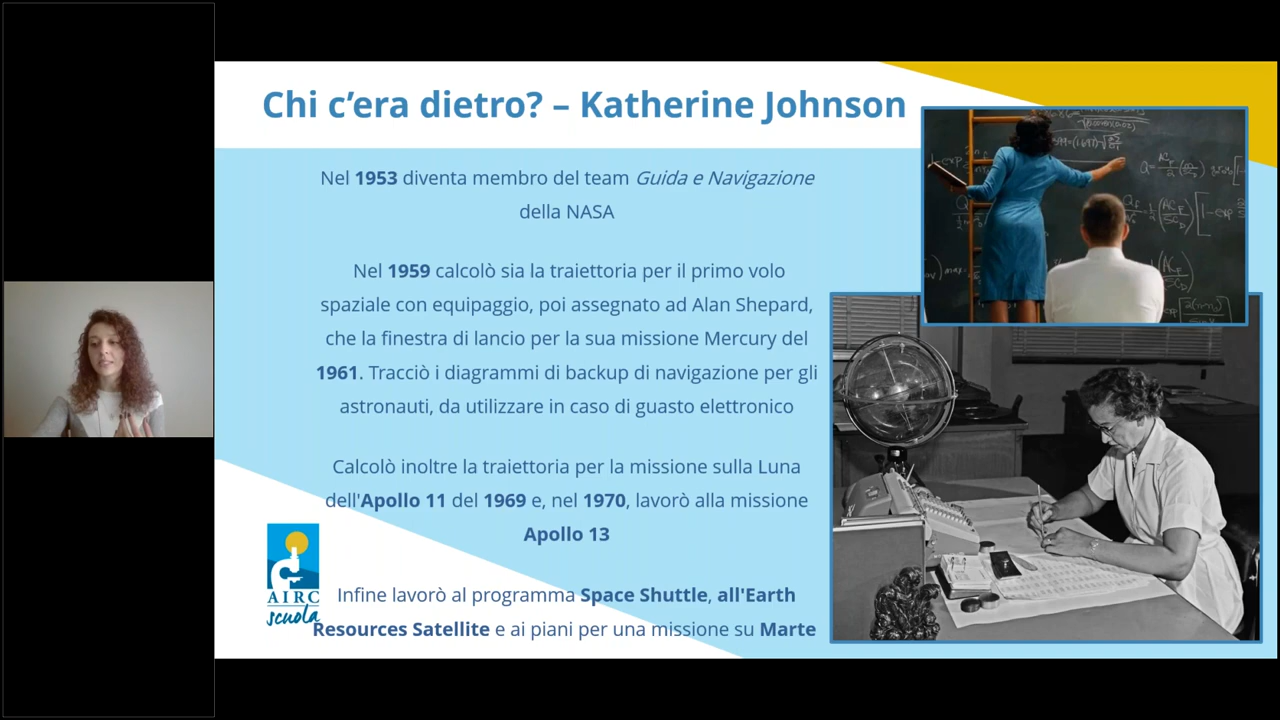 Chi c’era dietro? – Katherine Johnson
Nel 1953 diventa membro del team Guida e Navigazione
della NASA
Nel 1959 calcolò sia la traiettoria per il primo volo
spaziale con equipaggio, poi assegnato ad Alan Shepard,
che la finestra di lancio per la sua missione Mercury del
1961. Tracciò i diagrammi di backup di navigazione per gli
astronauti, da utilizzare in caso di guasto elettronico
Calcolò inoltre la traiettoria per la missione sulla Luna
dell'Apollo 11 del 1969 e, nel 1970, lavorò alla missione
Apollo 13
Infine lavorò al programma Space Shuttle, all'Earth
Resources Satellite e ai piani per una missione su Marte
AIRC
scuola